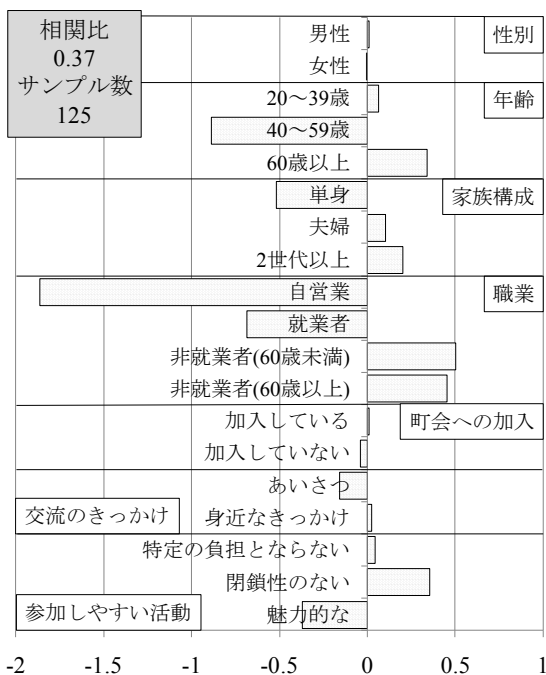 相関比
0.37
サンプル数
125
男性
性別
女性
20～39歳
年齢
40～59歳
60歳以上
単身
家族構成
夫婦
2世代以上
自営業
職業
就業者
非就業者(60歳未満)
非就業者(60歳以上)
加入している
町会への加入
加入していない
あいさつ
交流のきっかけ
身近なきっかけ
特定の負担とならない
閉鎖性のない
参加しやすい活動
魅力的な
-2 -1.5 -1 -0.5 0 0.5 1